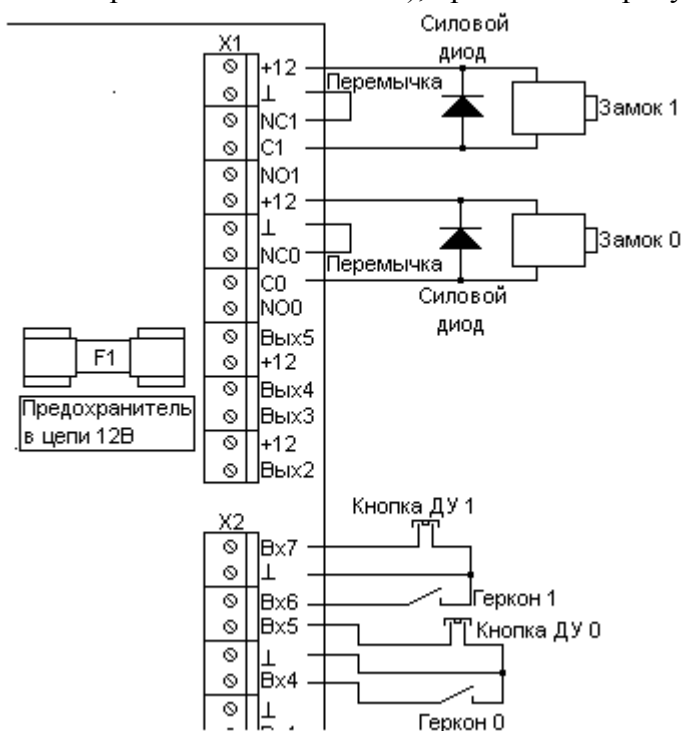 Силовой
диод
X1
+12
Перемычка
⊥
Замок 1
NC1
C1
NO1
+12
⊥
Замок 0
NC0
Перемычка
C0
Силовой
NO0
диод
Вых5
F1
+12
Вых4
Предохранитель
Вых3
в цепи 12В
+12
Вых2
Кнопка ДУ 1
X2
Вх7
⊥
Вх6
Геркон 1
Вх5
Кнопка ДУ 0
⊥
Вх4
⊥
Геркон 0